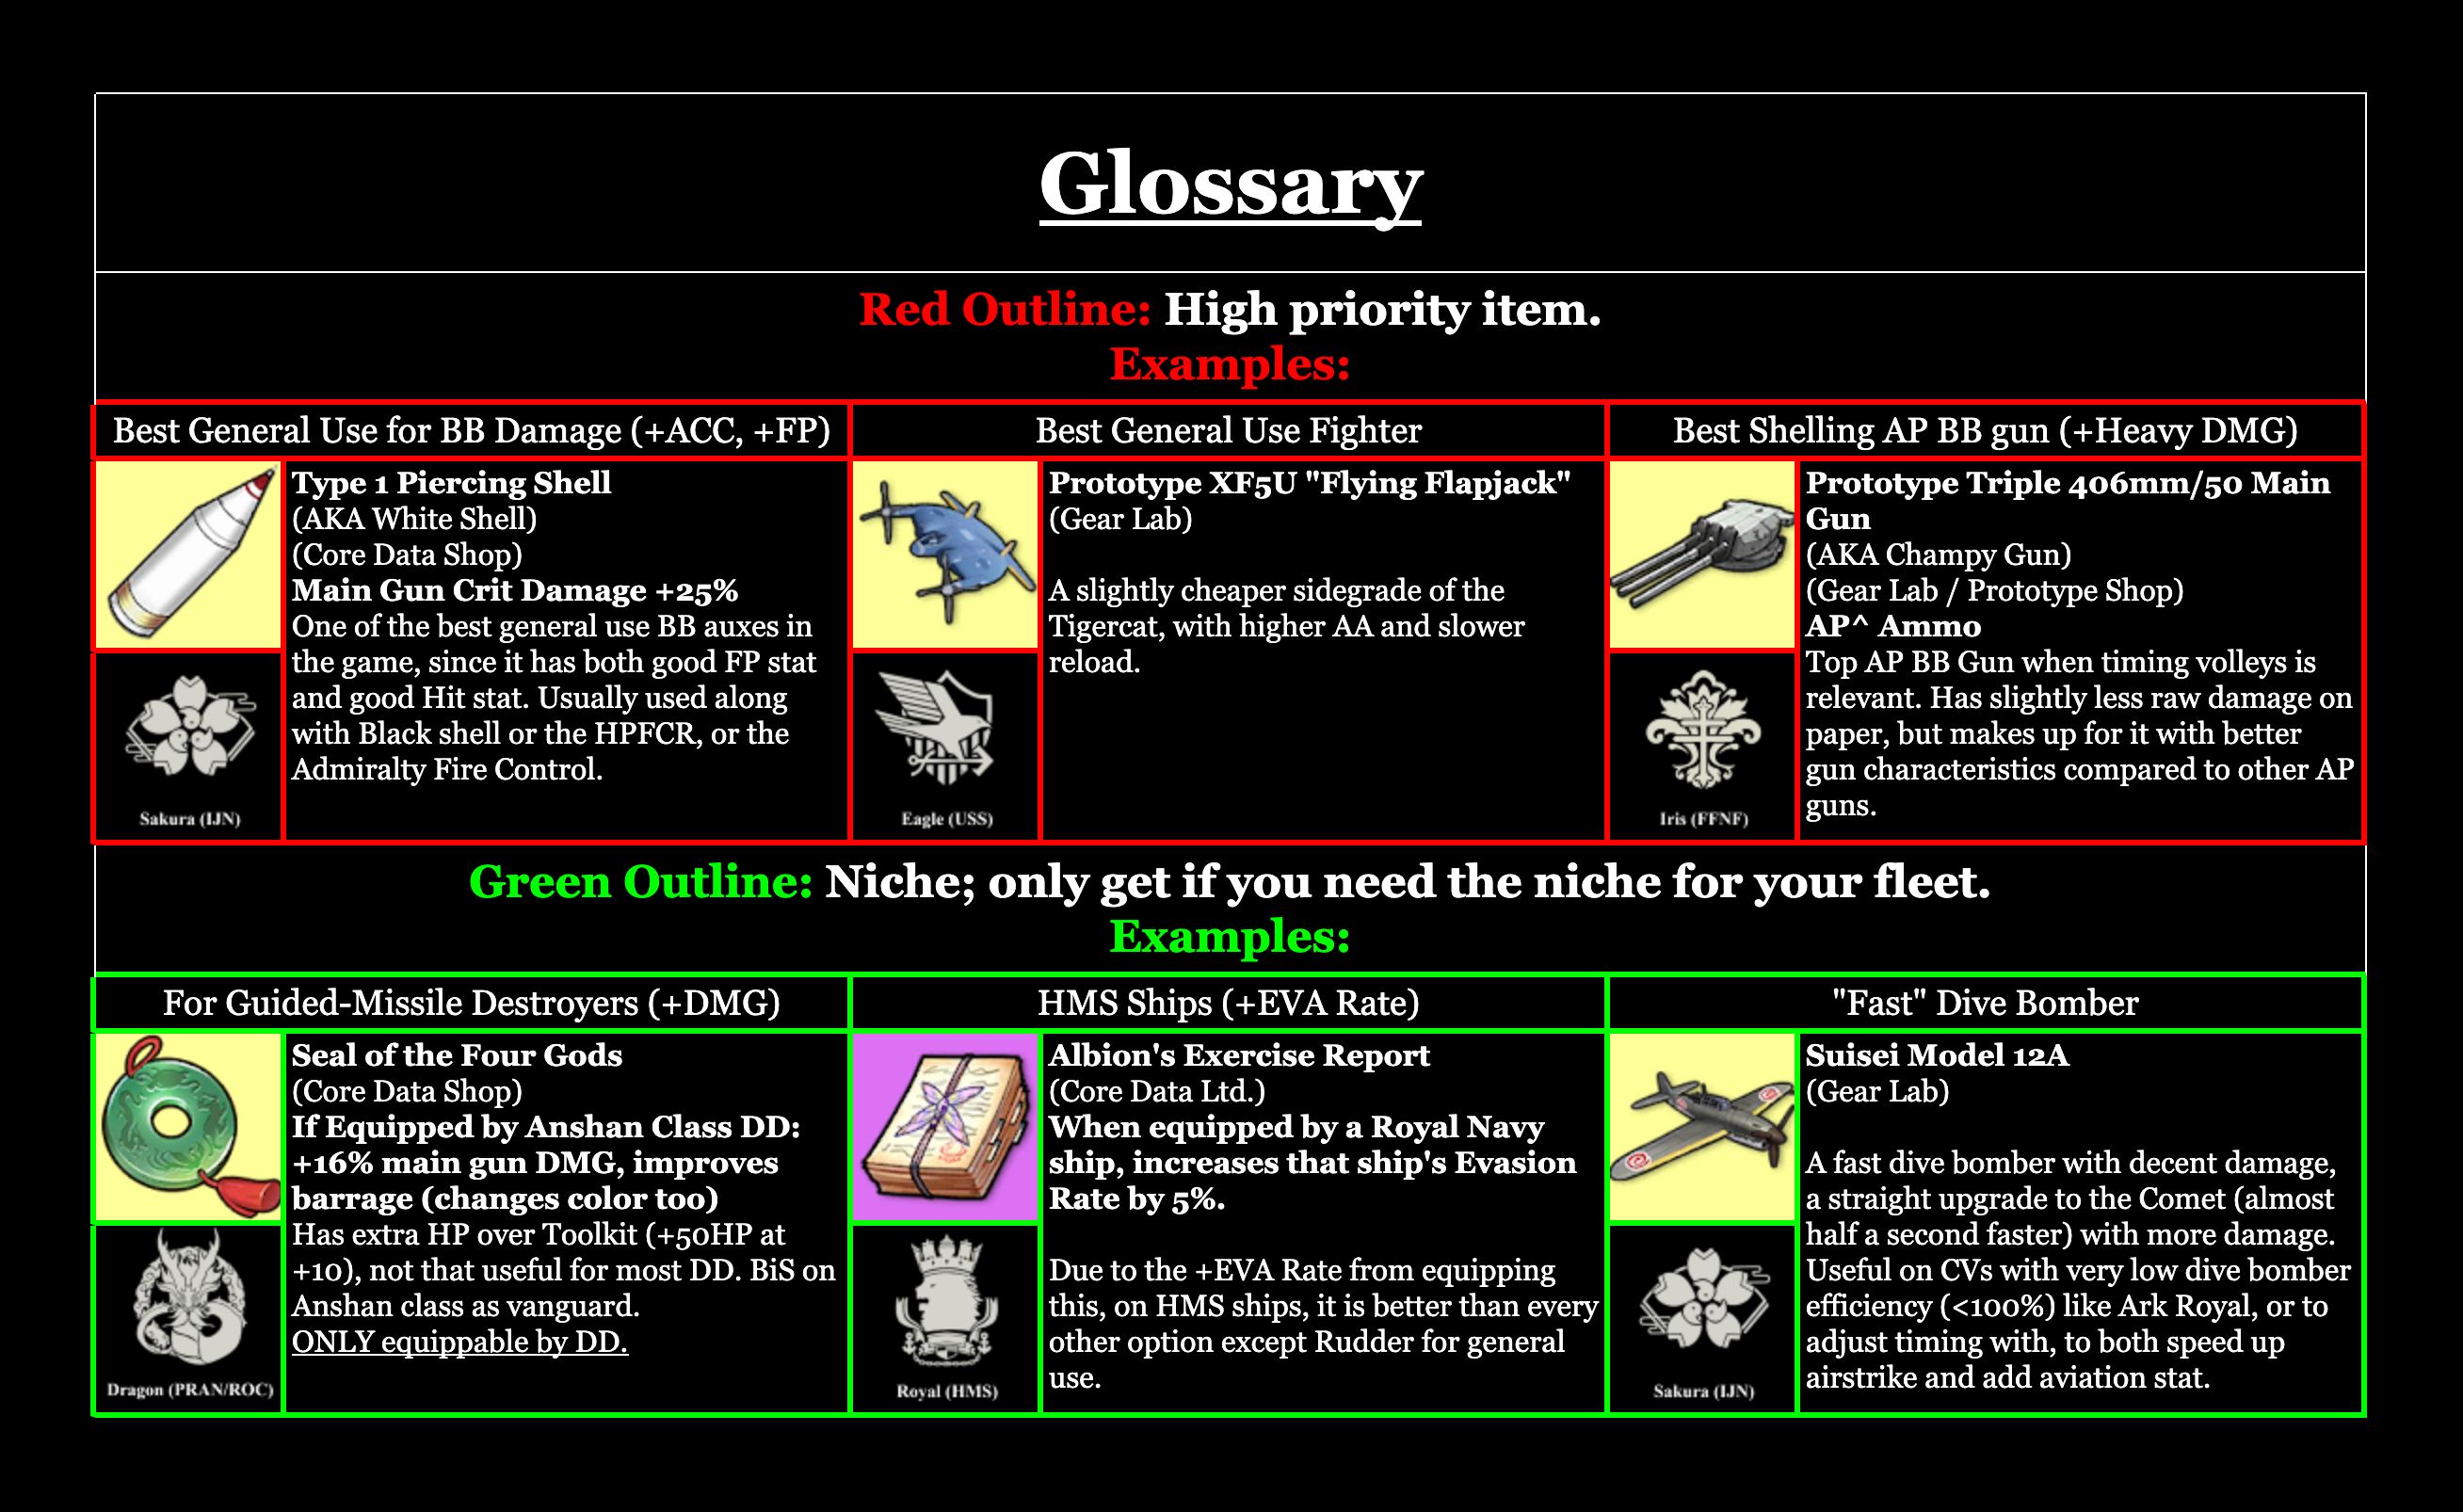 Glossary
Red Outline: High priority item.
Examples:
Best General Use for BB Damage (+ACC, +FP)
Type 1 Piercing Shell
(AKA White Shell)
(Core Data Shop)
Main Gun Crit Damage +25%
One of the best general use BB auxes in
the game, since it has both good FP stat
and good Hit stat. Usually used along
with Black shell or the HPFCR, or the
Admiralty Fire Control.
Sakura (IJN)
Best General Use Fighter
Prototype XF5U "Flying Flapjack"
(Gear Lab)
A slightly cheaper sidegrade of the
Tigercat, with higher AA and slower
reload.
Eagle (USS)
Best Shelling AP BB gun (+Heavy DMG)
Prototype Triple 406mm/50 Main
Gun
(AKA Champy Gun)
(Gear Lab / Prototype Shop)
AP^ Ammo
Top AP BB Gun when timing volleys is
relevant. Has slightly less raw damage on
paper, but makes up for it with better
gun characteristics compared to other AP
guns.
Iris (FFNF)
Green Outline: Niche; only get if you need the niche for your fleet.
Examples:
For Guided-Missile Destroyers (+DMG)
Seal of the Four Gods
(Core Data Shop)
If Equipped by Anshan Class DD:
+16% main gun DMG, improves
barrage (changes color too)
Has extra HP over Toolkit (+50HP at
+10), not that useful for most DD. BiS on
Anshan class as vanguard.
ONLY equippable by DD.
Dragon (PRAN/ROC)
HMS Ships (+EVA Rate)
Albion's Exercise Report
(Core Data Ltd.)
When equipped by a Royal Navy
ship, increases that ship's Evasion
Rate by 5%.
Due to the +EVA Rate from equipping
this, on HMS ships, it is better than every
other option except Rudder for general
use.
Royal (HMS)
"Fast" Dive Bomber
Suisei Model 12A
(Gear Lab)
A fast dive bomber with decent damage,
a straight upgrade to the Comet (almost
half a second faster) with more damage.
Useful on CVs with very low dive bomber
efficiency (<100%) like Ark Royal, or to
adjust timing with, to both speed up
airstrike and add aviation stat.
Sakura (IJN)